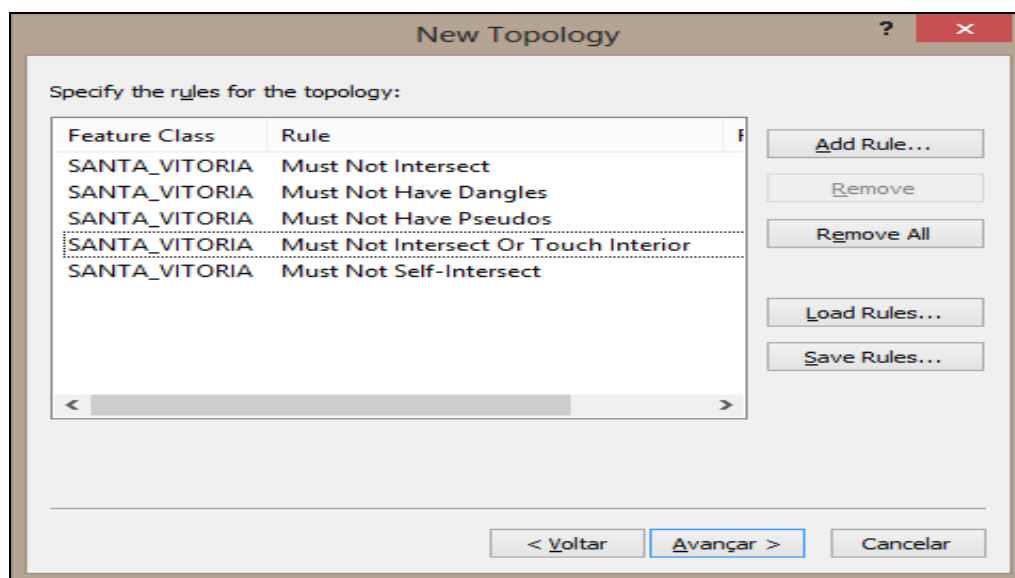 New Topology
?
Specify the rules for the topology:
Feature Class Rule
SANTA_VITORIA Must Not Intersect
SANTA_VITORIA Must Not Have Dangles
SANTA_VITORIA Must Not Have Pseudos
SANTA_VITORIA Must Not Intersect Or Touch Interior
SANTA_VITORIA Must Not Self-Intersect
Add Rule...
Remove
Remove All
Load Rules...
Save Rules...
< Voltar
Avançar >
Cancelar